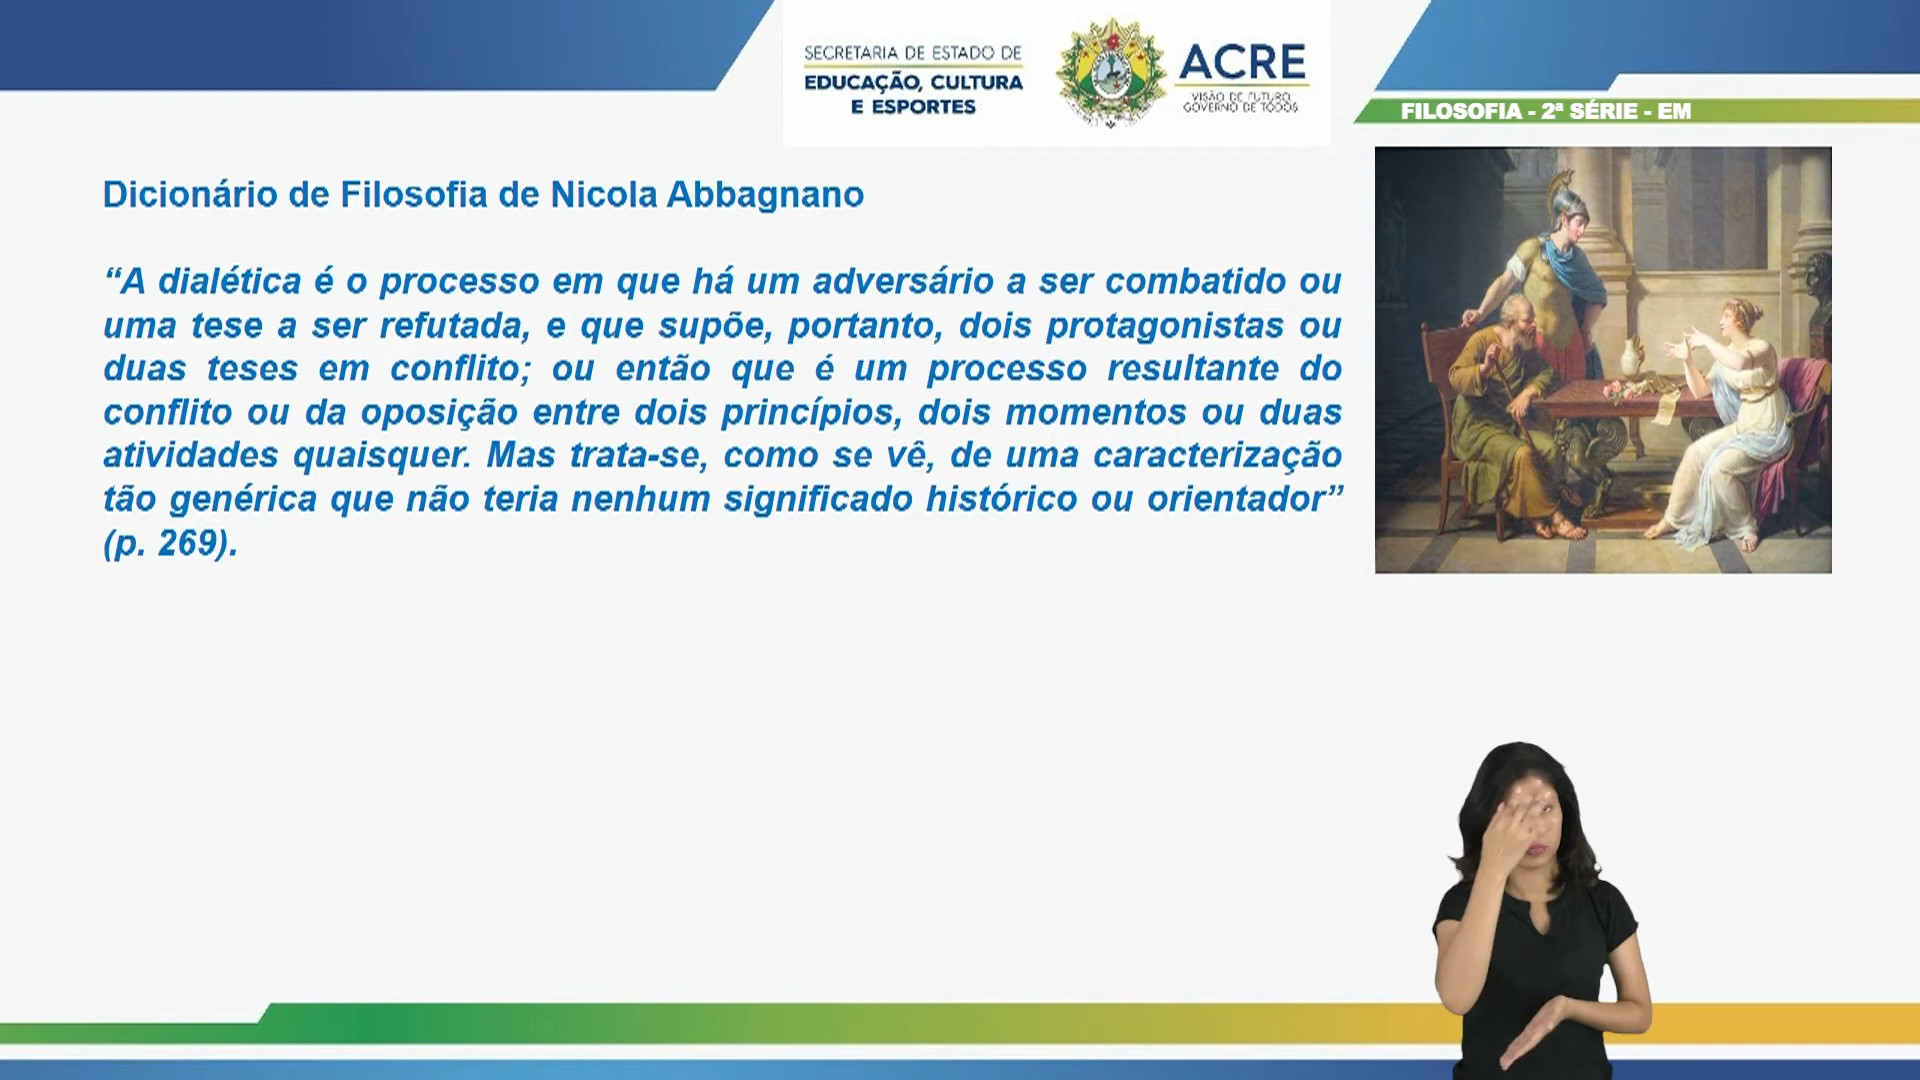 SECRETARIA DE ESTADO DE
EDUCAÇÃO, CULTURA
E ESPORTES
ACRE
VISÃO DE FUTURO,
GOVERNO DE TODOS
FILOSOFIA - 2ª SÉRIE - EM
Dicionário de Filosofia de Nicola Abbagnano
“A dialética é o processo em que há um adversário a ser combatido ou
uma tese a ser refutada, e que supõe, portanto, dois protagonistas ou
duas teses em conflito; ou então que é um processo resultante do
conflito ou da oposição entre dois princípios, dois momentos ou duas
atividades quaisquer. Mas trata-se, como se vê, de uma caracterização
tão genérica que não teria nenhum significado histórico ou orientador”
(p. 269).